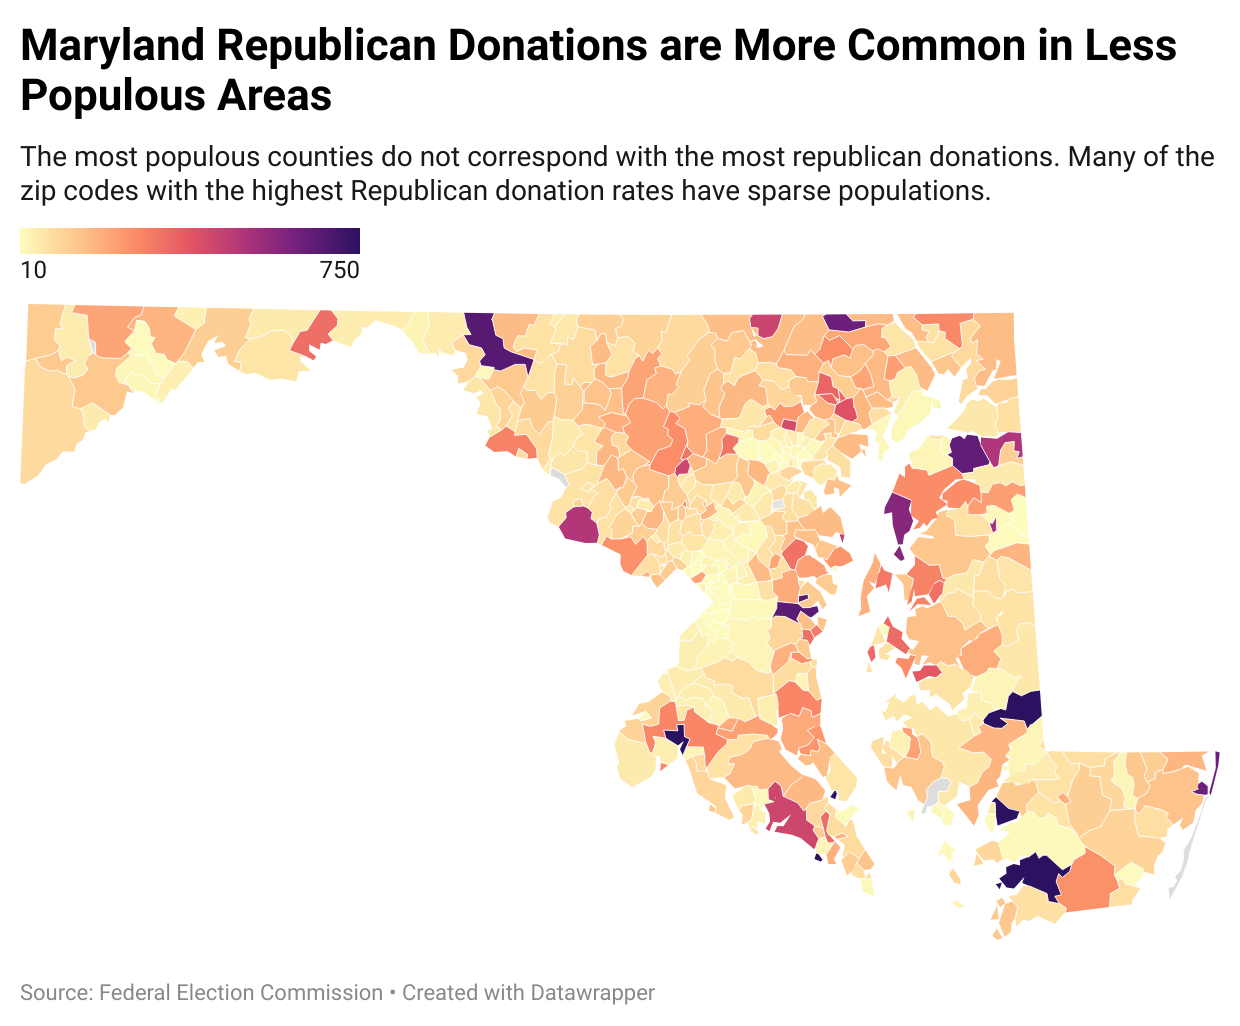 Maryland Republican Donations are More Common in Less
Populous Areas
The most populous counties do not correspond with the most republican donations. Many of the
zip codes with the highest Republican donation rates have sparse populations.
10 750
Source: Federal Election Commission • Created with Datawrapper